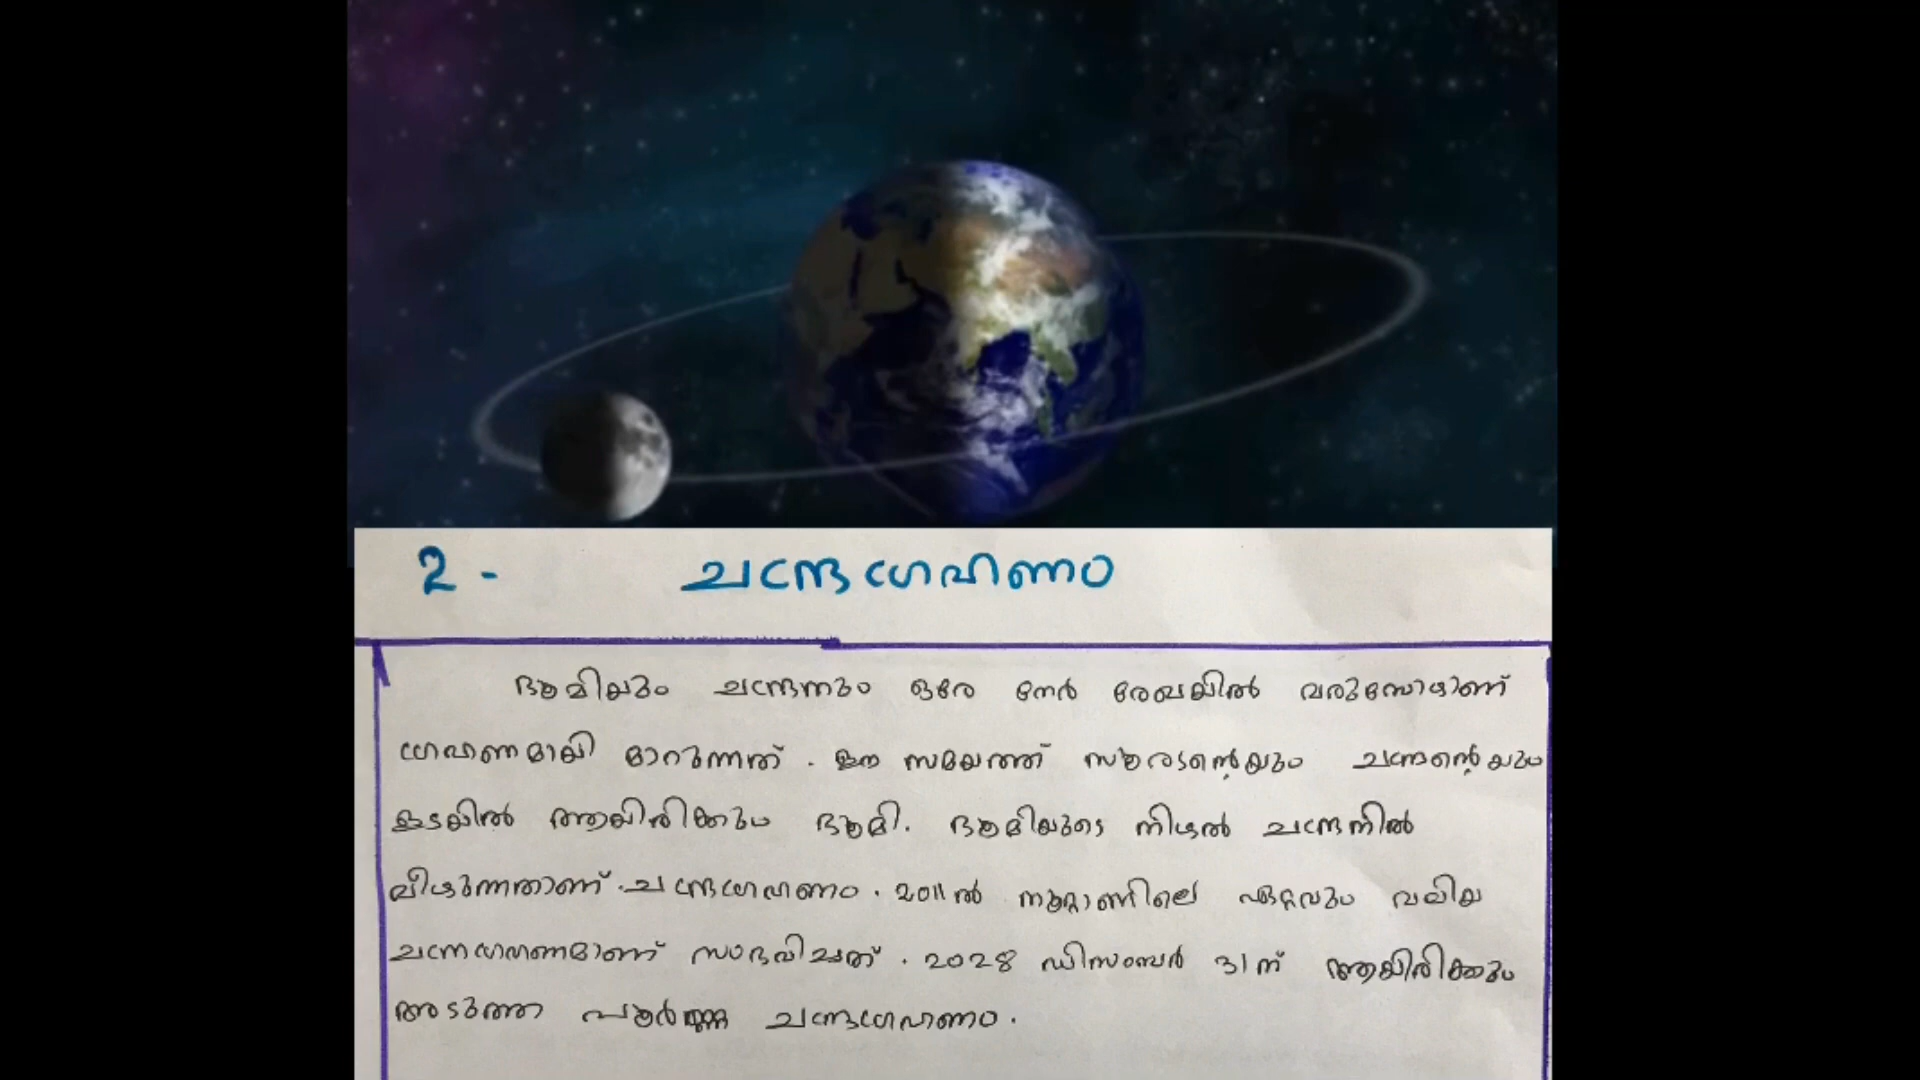 2 - ചന്ദ്രഗ്രഹണം
ഭൂമിയും ചന്ദ്രനും ഒരേ നേർ രേഖയിൽ വരുമ്പോഴാണ്
ഗ്രഹണമായി മാറുന്നത്. ഈ സമയത്ത് സൂര്യന്റെയും ചന്ദ്രന്റെയും
ഇടയിൽ ആയിരിക്കും ഭൂമി. ഭൂമിയുടെ നിഴൽ ചന്ദ്രനിൽ
വീഴുന്നതാണ് ചന്ദ്രഗ്രഹണം. 2011ൽ നൂറ്റാണ്ടിലെ ഏറ്റവും വലിയ
ചന്ദ്രഗ്രഹണമാണ് സംഭവിച്ചത്. 2028 ഡിസംബർ 31ന് ആയിരിക്കും
അടുത്ത പൂർണ്ണ ചന്ദ്രഗ്രഹണം.